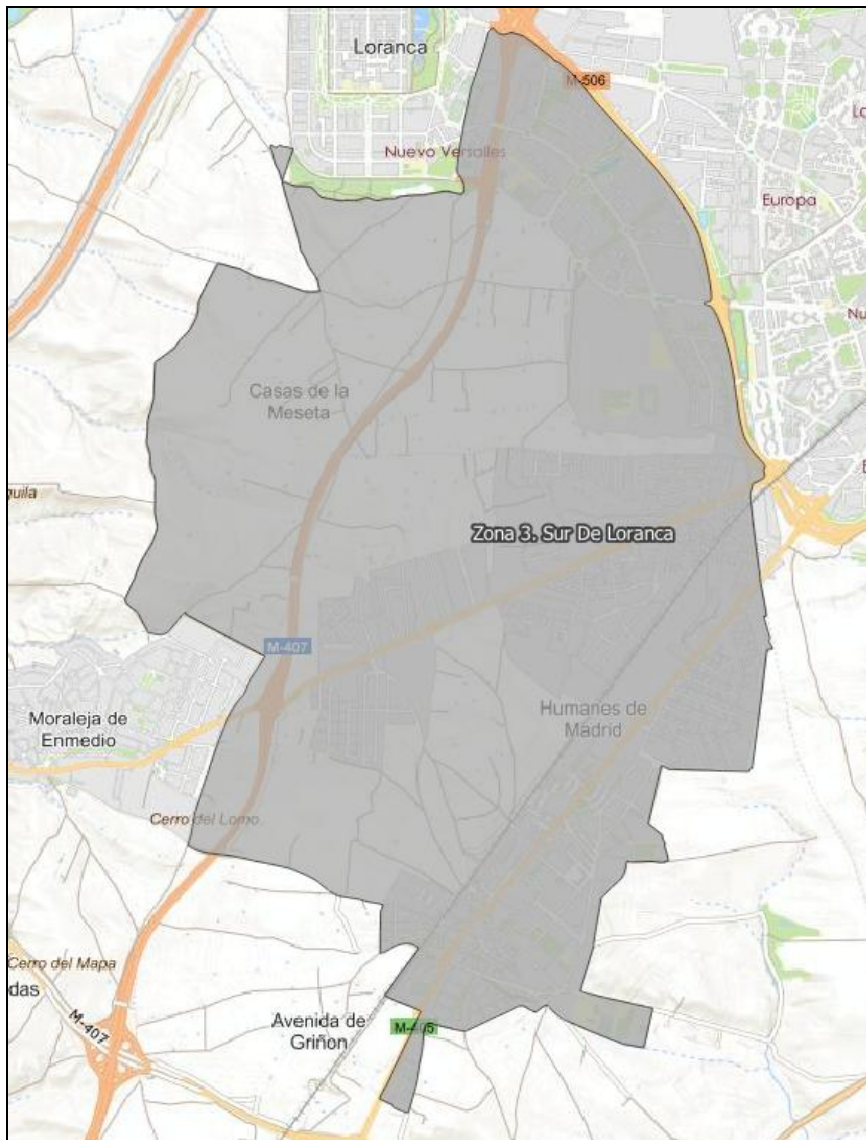 Loranca
M-506
Nuevo Versalles
Europa
Casas de la
Meseta
Zona 3. Sur De Loranca
M-407
Humanes de
Madrid
Moraleja de
Enmedio
Cerro del Lomo
Cerro del Mapa
M-407
Avenida de
Griñon
M-405